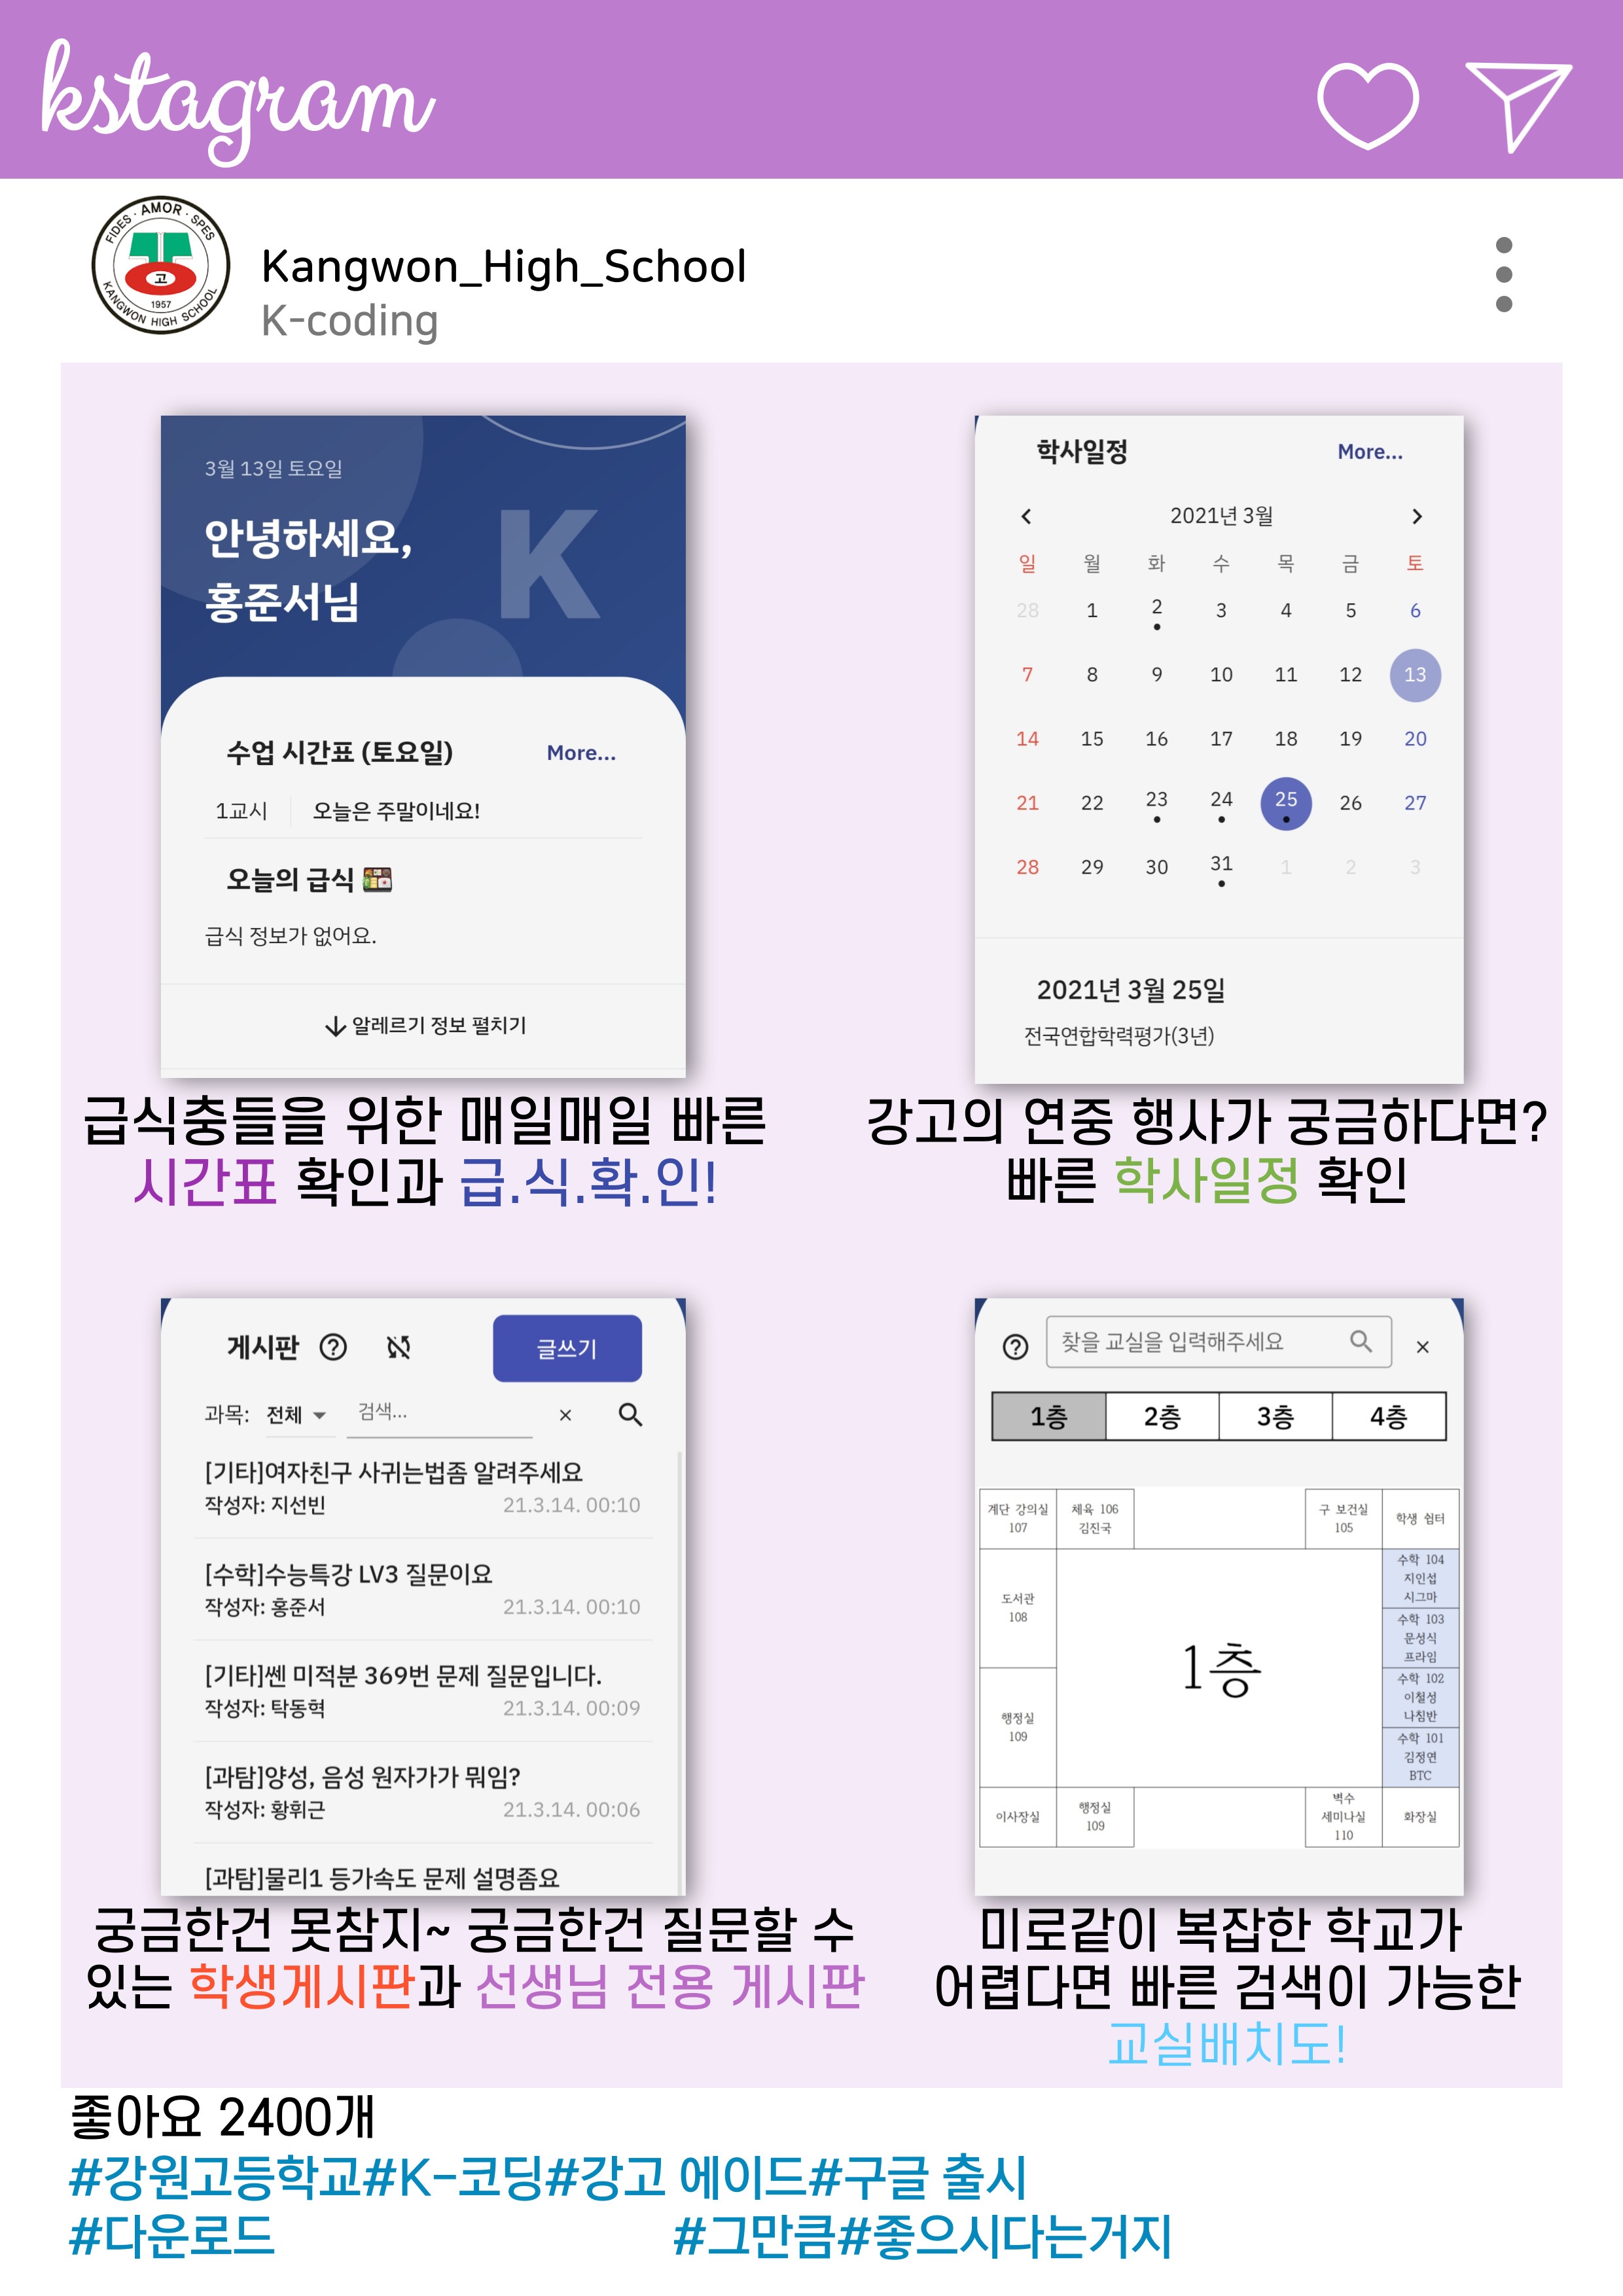 kstagram
FIDES · AMOR · SPES
고
1957
KANGWON HIGH SCHOOL
Kangwon_High_School
K-coding
3월 13일 토요일
안녕하세요,
홍준서님
K
수업 시간표 (토요일) More...
1교시 오늘은 주말이네요!
오늘의 급식
급식 정보가 없어요.
알레르기 정보 펼치기
급식충들을 위한 매일매일 빠른
시간표 확인과 급.식.확.인!
학사일정 More...
2021년 3월
일 월 화 수 목 금 토
28 1 2 3 4 5 6
7 8 9 10 11 12 13
14 15 16 17 18 19 20
21 22 23 24 25 26 27
28 29 30 31 1 2 3
2021년 3월 25일
전국연합학력평가(3년)
강고의 연중 행사가 궁금하다면?
빠른 학사일정 확인
게시판 글쓰기
과목: 전체 검색... ×
[기타]여자친구 사귀는법좀 알려주세요
작성자: 지선빈 21.3.14. 00:10
[수학]수능특강 LV3 질문이요
작성자: 홍준서 21.3.14. 00:10
[기타]쎈 미적분 369번 문제 질문입니다.
작성자: 탁동혁 21.3.14. 00:09
[과탐]양성, 음성 원자가가 뭐임?
작성자: 황휘근 21.3.14. 00:06
[과탐]물리1 등가속도 문제 설명좀요
궁금한건 못참지~ 궁금한건 질문할 수
있는 학생게시판과 선생님 전용 게시판
찾을 교실을 입력해주세요 ×
1층 2층 3층 4층
계단 강의실
107
체육 106
김진국
구 보건실
105
학생 쉼터
도서관
108
행정실
109
1층
수학 104
지인섭
시그마
수학 103
문성식
프라임
수학 102
이철성
나침반
수학 101
김정연
BTC
이사장실
행정실
109
벽수
세미나실
110
화장실
미로같이 복잡한 학교가
어렵다면 빠른 검색이 가능한
교실배치도!
좋아요 2400개
#강원고등학교#K-코딩#강고 에이드#구글 출시
#다운로드 #그만큼#좋으시다는거지